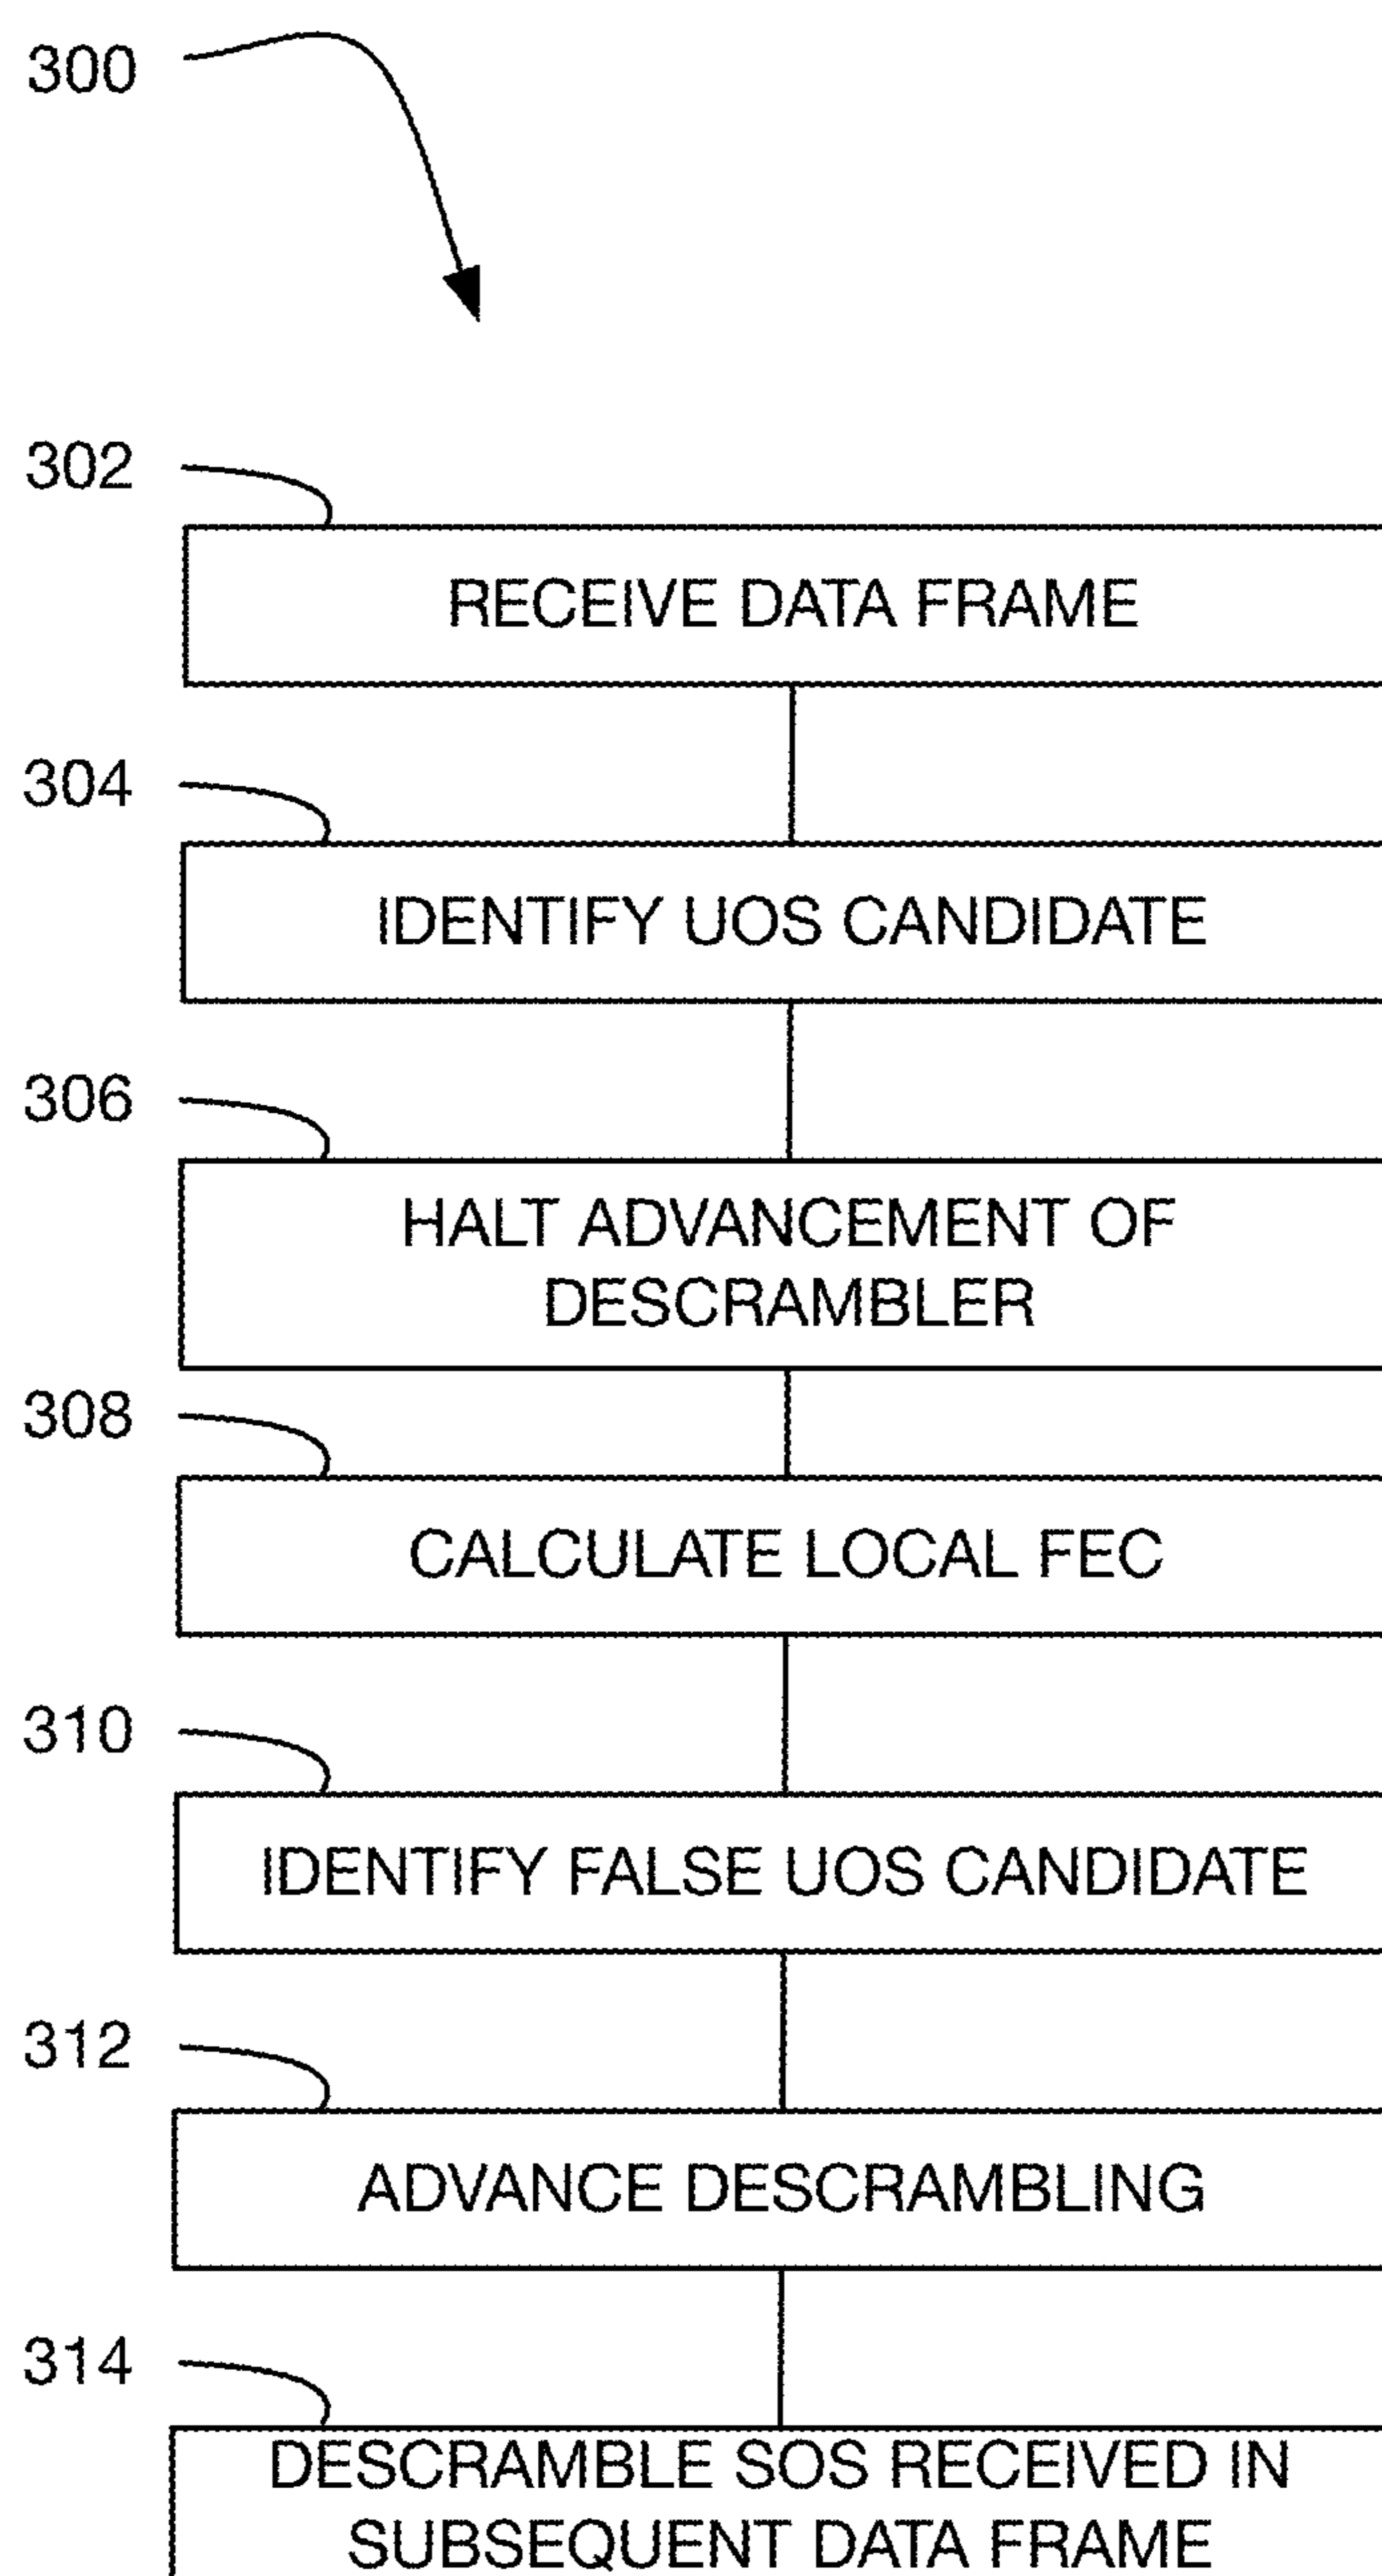 300
302
RECEIVE DATA FRAME
304
IDENTIFY UOS CANDIDATE
306
HALT ADVANCEMENT OF
DESCRAMBLER
308
CALCULATE LOCAL FEC
310
IDENTIFY FALSE UOS CANDIDATE
312
ADVANCE DESCRAMBLING
314
DESCRAMBLE SOS RECEIVED IN
SUBSEQUENT DATA FRAME